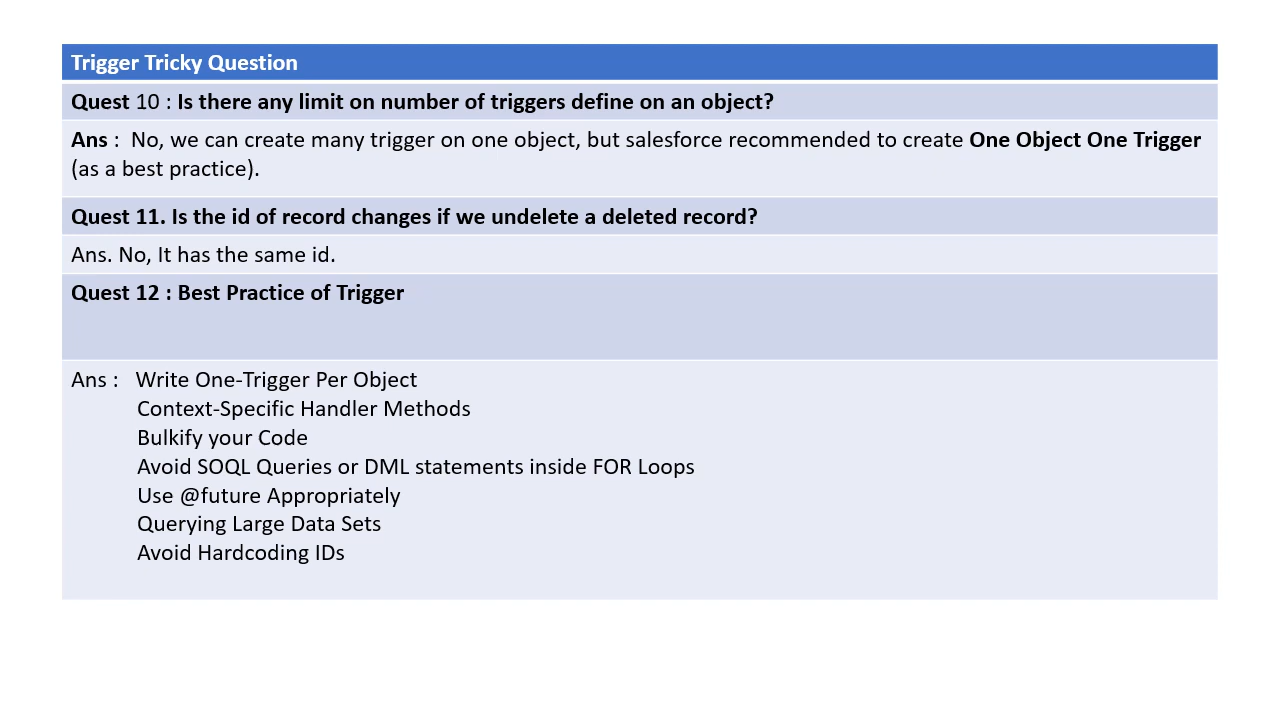 Trigger Tricky Question
Quest 10 : Is there any limit on number of triggers define on an object?
Ans :  No, we can create many trigger on one object, but salesforce recommended to create One Object One Trigger
(as a best practice).
Quest 11. Is the id of record changes if we undelete a deleted record?
Ans. No, It has the same id.
Quest 12 : Best Practice of Trigger
Ans :   Write One-Trigger Per Object
Context-Specific Handler Methods
Bulkify your Code
Avoid SOQL Queries or DML statements inside FOR Loops
Use @future Appropriately
Querying Large Data Sets
Avoid Hardcoding IDs